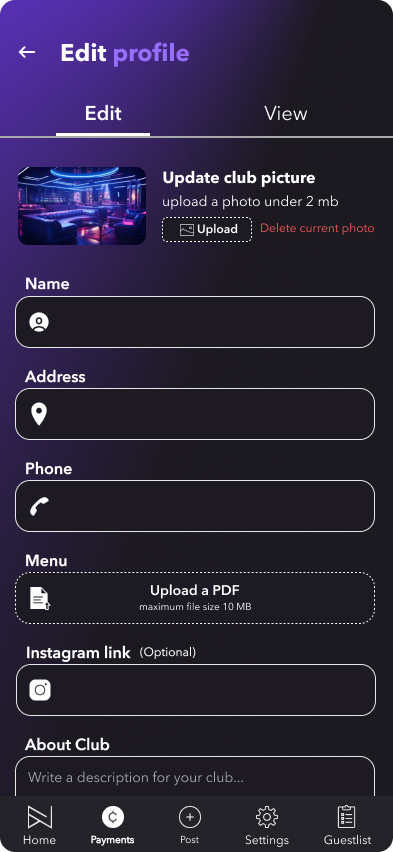 Edit profile
Edit View
Update club picture
upload a photo under 2 mb
Upload Delete current photo
Name
Address
Phone
Menu
Upload a PDF
maximum file size 10 MB
Instagram link (Optional)
About Club
Write a description for your club...
Home Payments Post Settings Guestlist